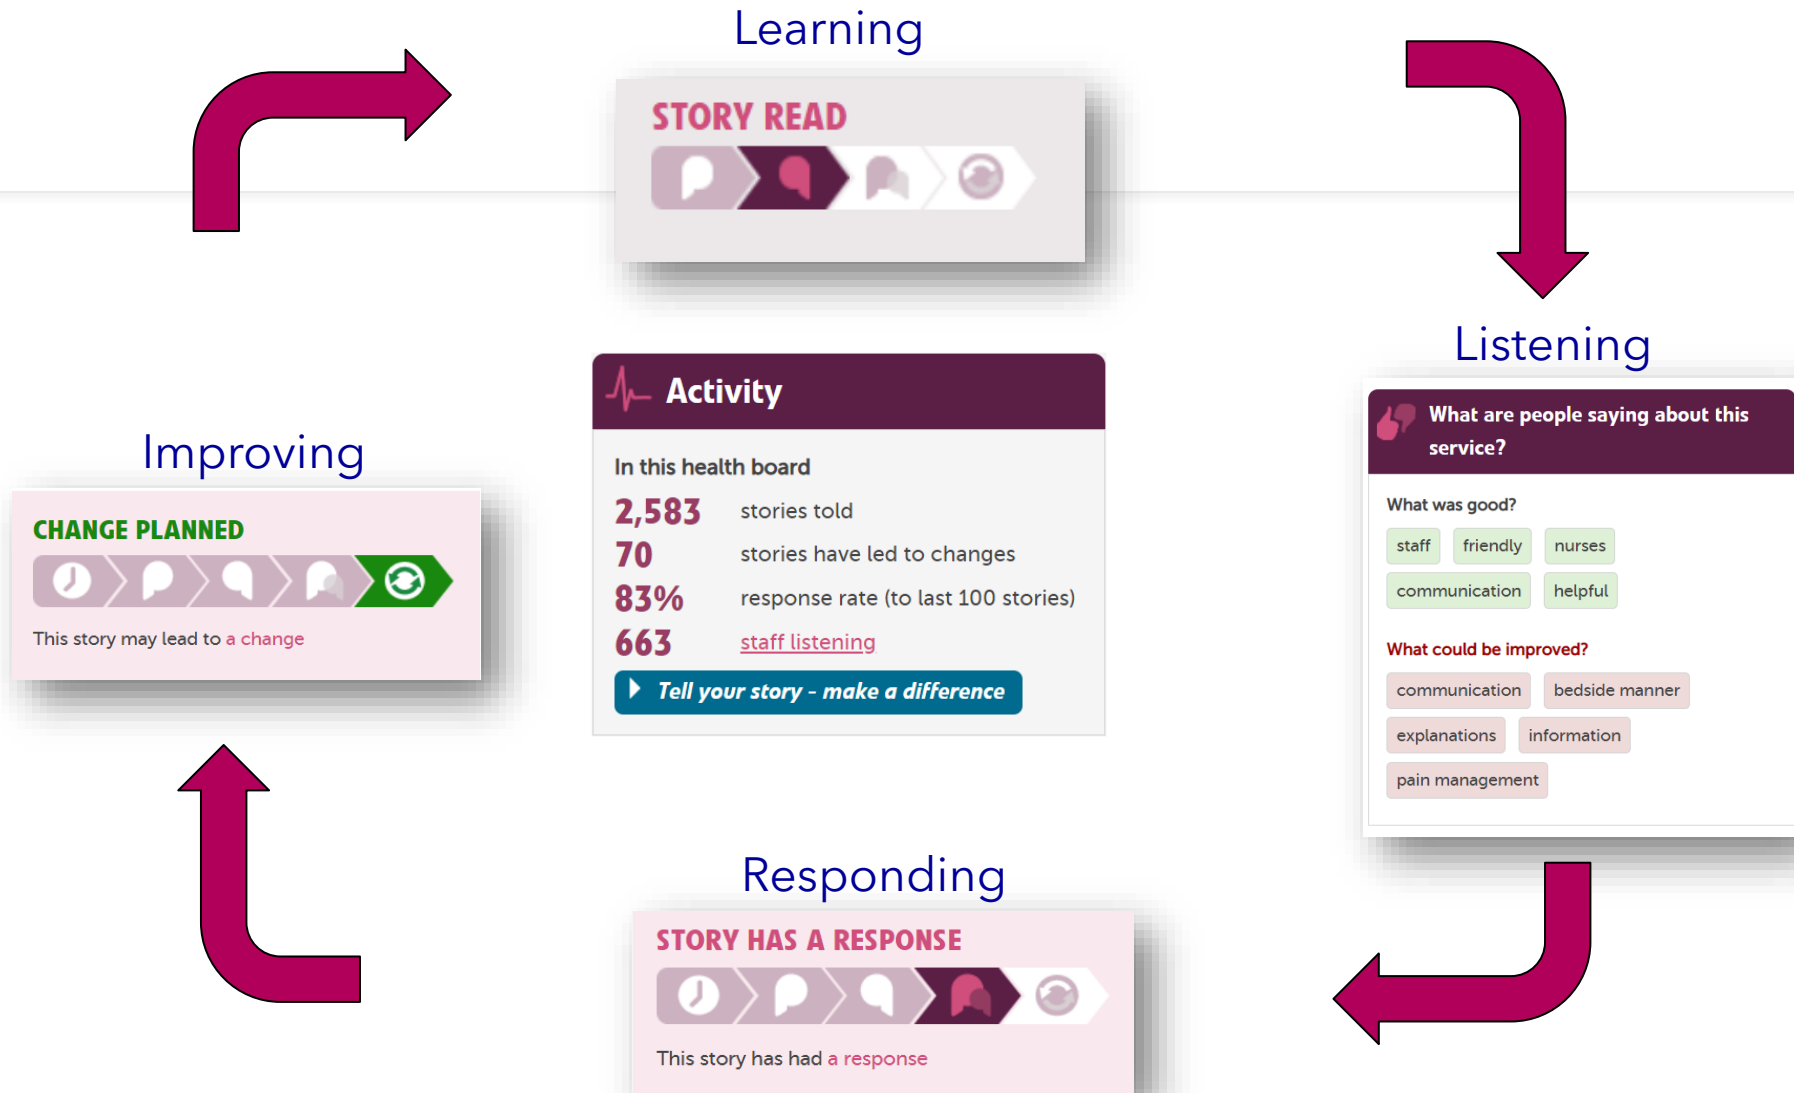 Learning
STORY READ
Listening
What are people saying about this
service?
What was good?
staff friendly nurses
communication helpful
What could be improved?
communication bedside manner
explanations information
pain management
Activity
In this health board
2,583 stories told
70 stories have led to changes
83% response rate (to last 100 stories)
663 staff listening
Tell your story - make a difference
Improving
CHANGE PLANNED
This story may lead to a change
Responding
STORY HAS A RESPONSE
This story has had a response